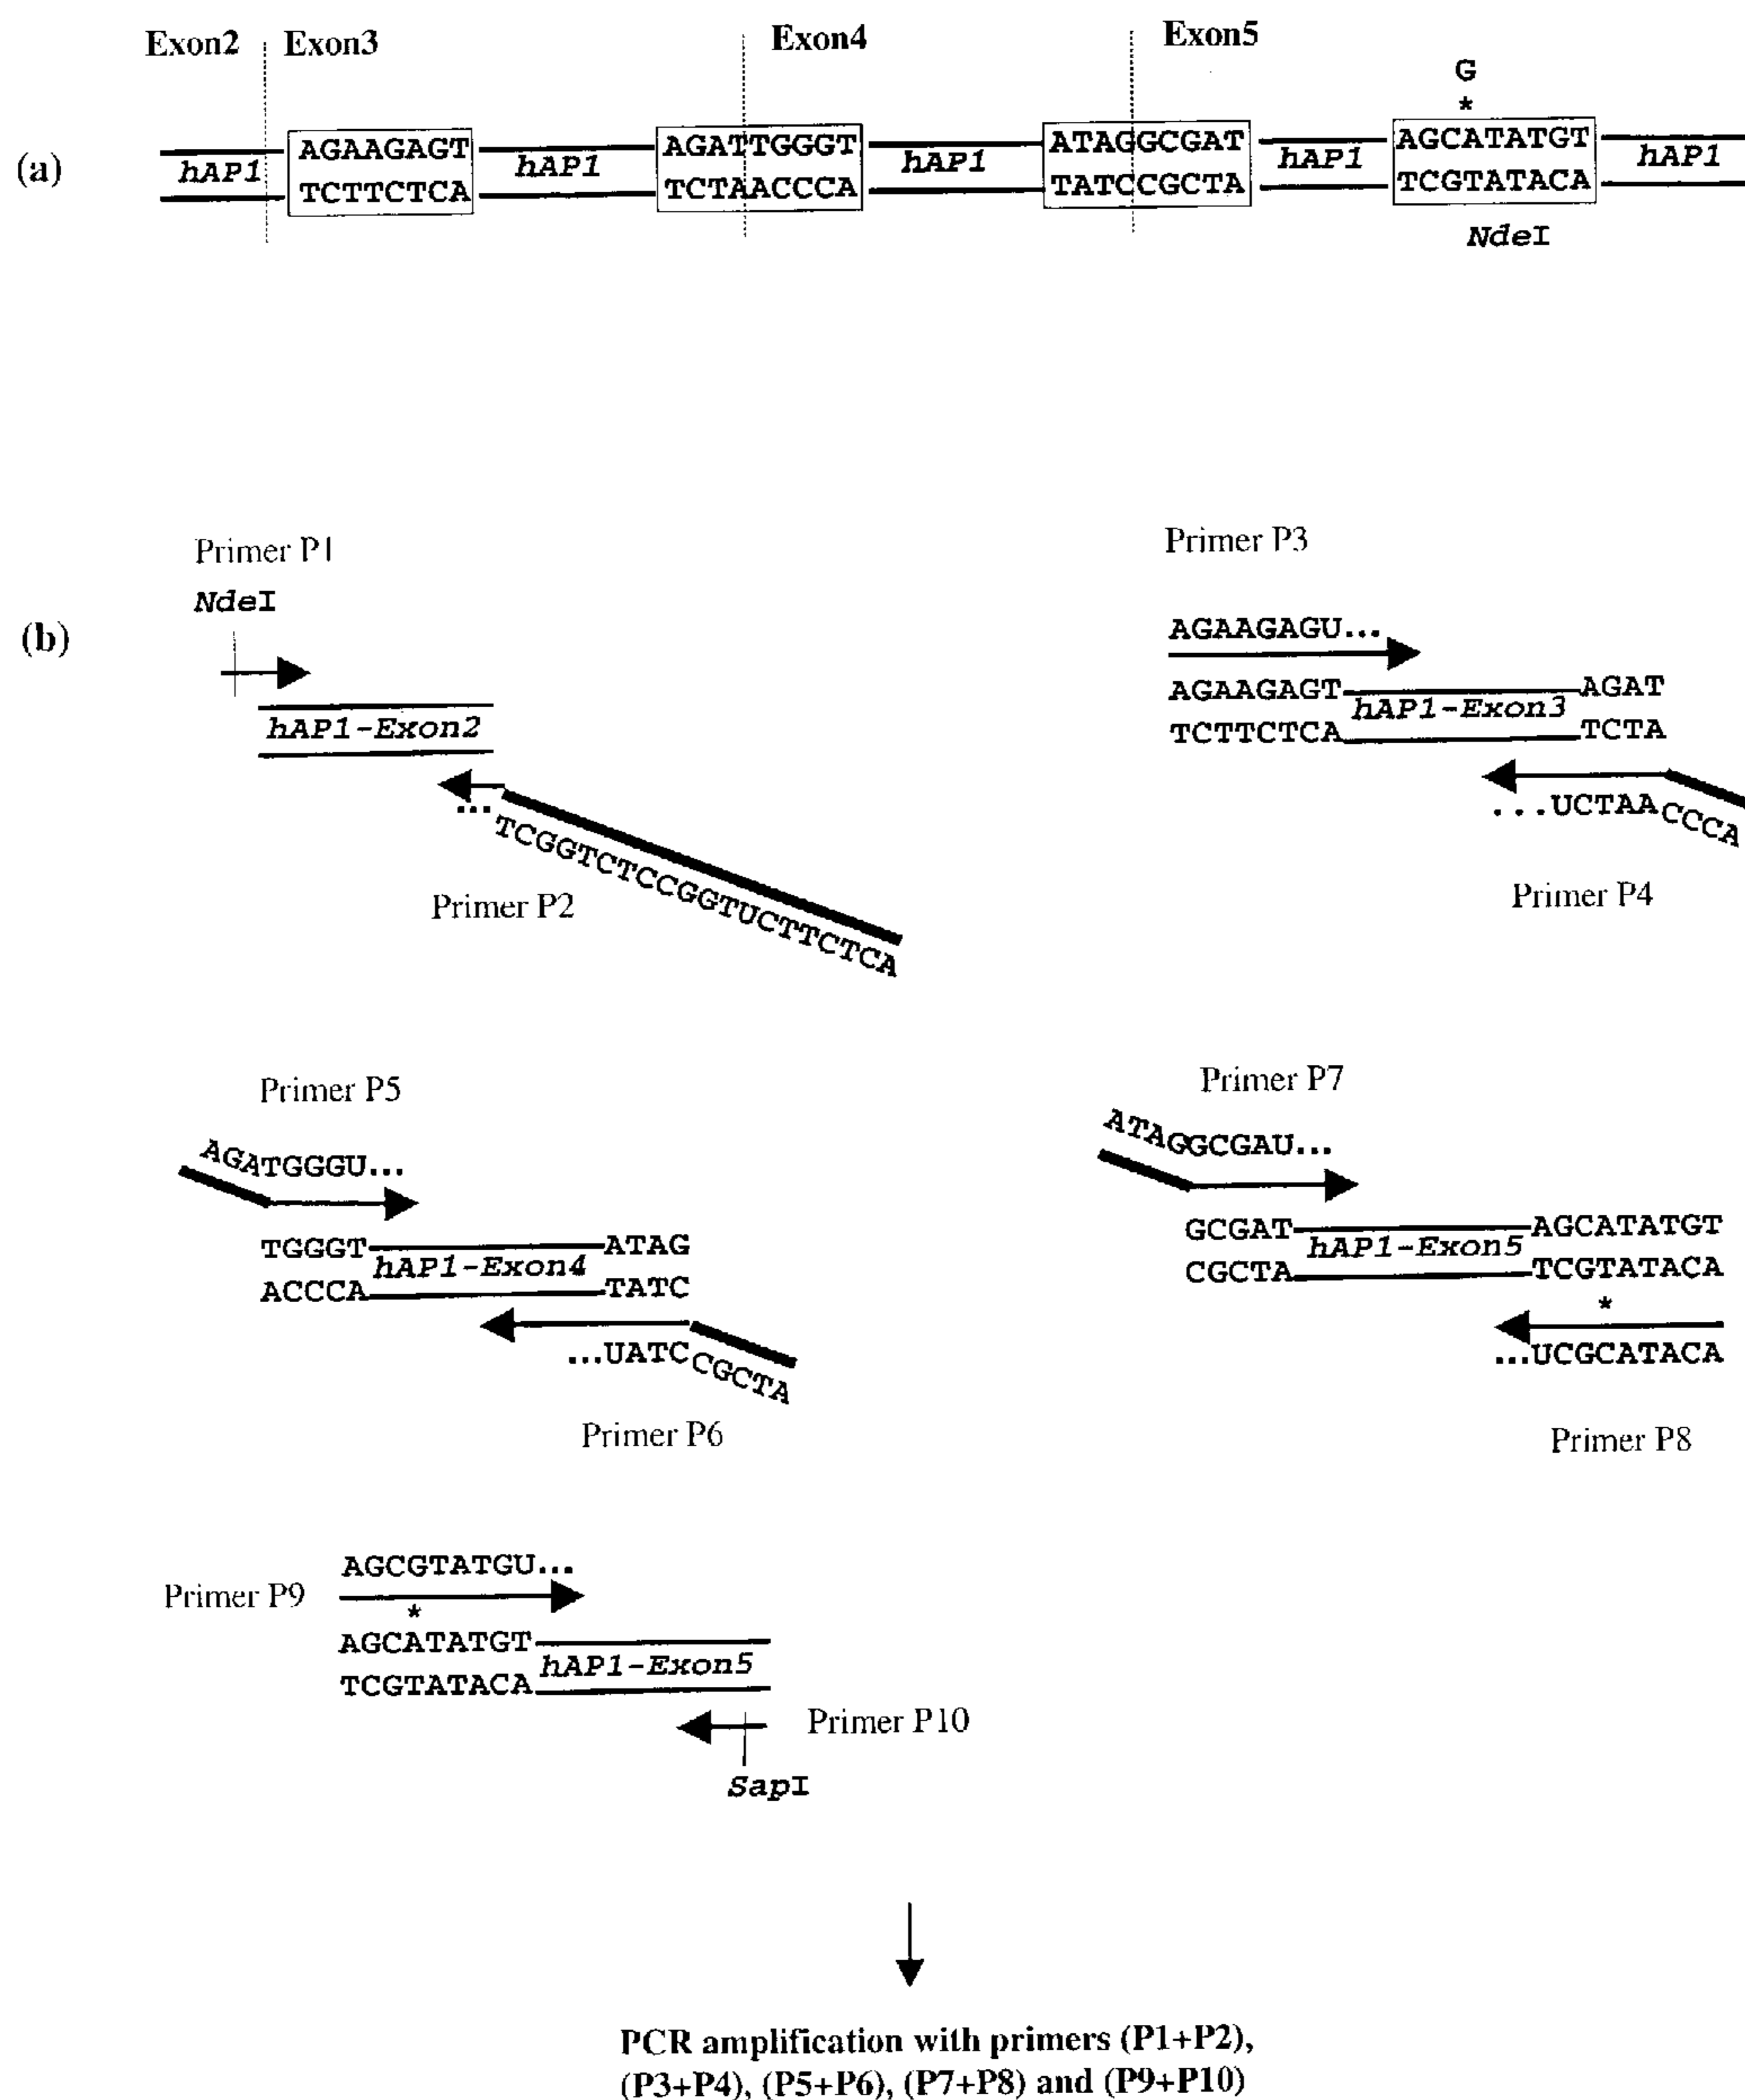 Exon2 Exon3 Exon4 Exon5
G
*
(a)
hAP1 AGAAGAGT hAP1 AGATTGGGT hAP1 ATAGGCGAT hAP1 AGCATATGT hAP1
TCTTCTCA TCTAACCCA TATCCGCTA TCGTATACA
NdeI
(b)
Primer P1
NdeI
hAP1-Exon2
...TCGGTCTCCGGTUCTTCTCA
Primer P2
Primer P3
AGAAGAGU...
AGAAGAGT AGAT
hAP1-Exon3
TCTTCTCA TCTA
...UCTAACCCA
Primer P4
Primer P5
AGATGGGU...
TGGGT ATAG
hAP1-Exon4
ACCCA TATC
...UATCCGCTA
Primer P6
Primer P7
ATAGGCGAU...
GCGAT AGCATATGT
hAP1-Exon5
CGCTA TCGTATACA
*
...UCGCATACA
Primer P8
AGCGTATGU...
Primer P9
*
AGCATATGT
hAP1-Exon5
TCGTATACA
Primer P10
SapI
PCR amplification with primers (P1+P2),
(P3+P4), (P5+P6), (P7+P8) and (P9+P10)